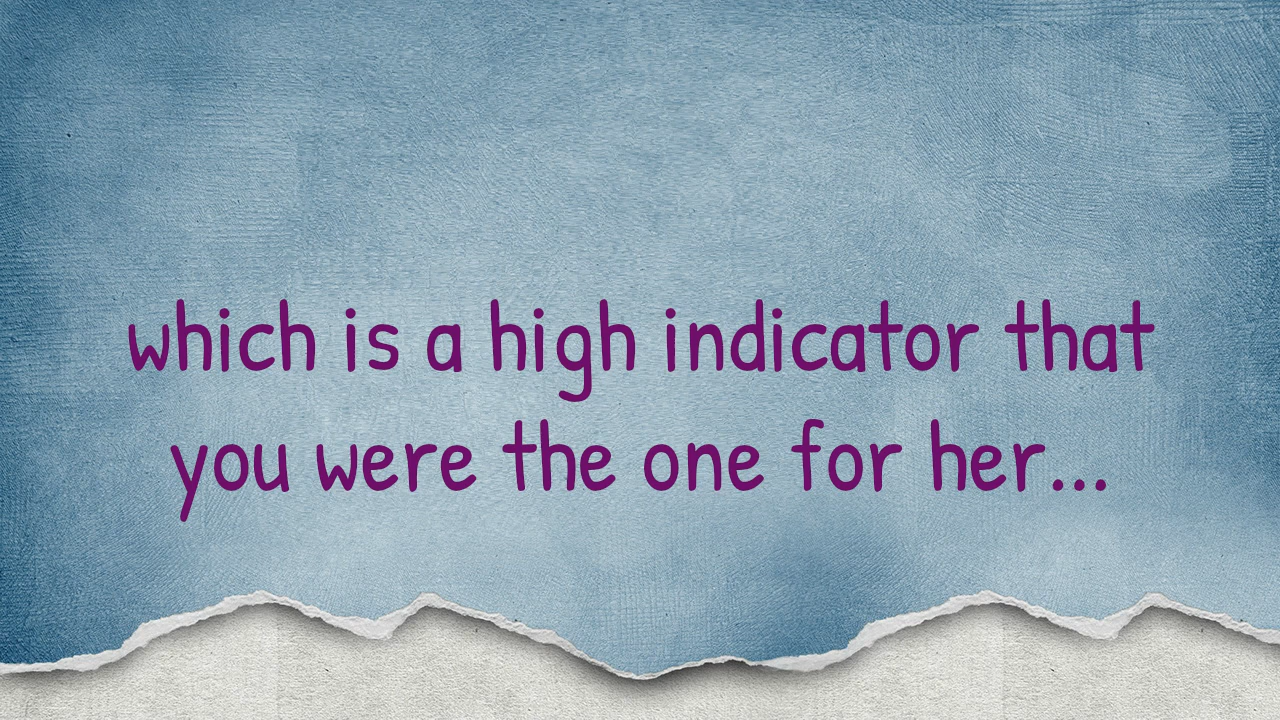 which is a high indicator that
you were the one for her...